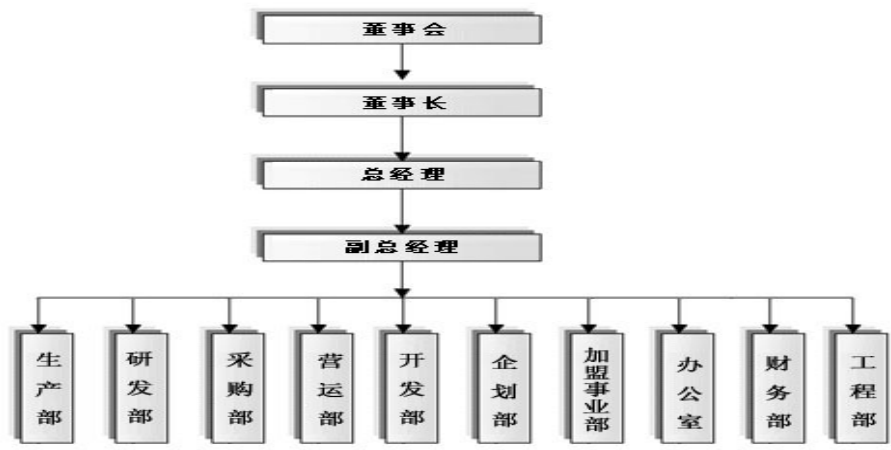 董事会
董事长
总经理
副总经理
生产部
研发部
采购部
营运部
开发部
企划部
加盟事业部
办公室
财务部
工程部